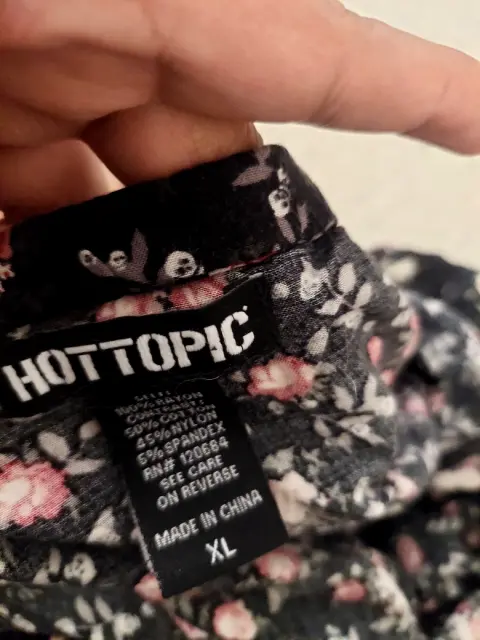 HOTTOPIC
SELF:
100% RAYON
CONTRAST:
50% COTTON
45% NYLON
5% SPANDEX
RN# 120684
SEE CARE
ON REVERSE
MADE IN CHINA
XL